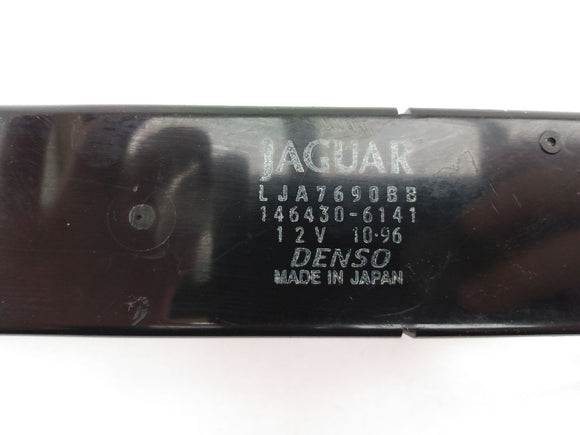 JAGUAR
LJA7690BB
146430-6141
12V 10·96
DENSO
MADE IN JAPAN